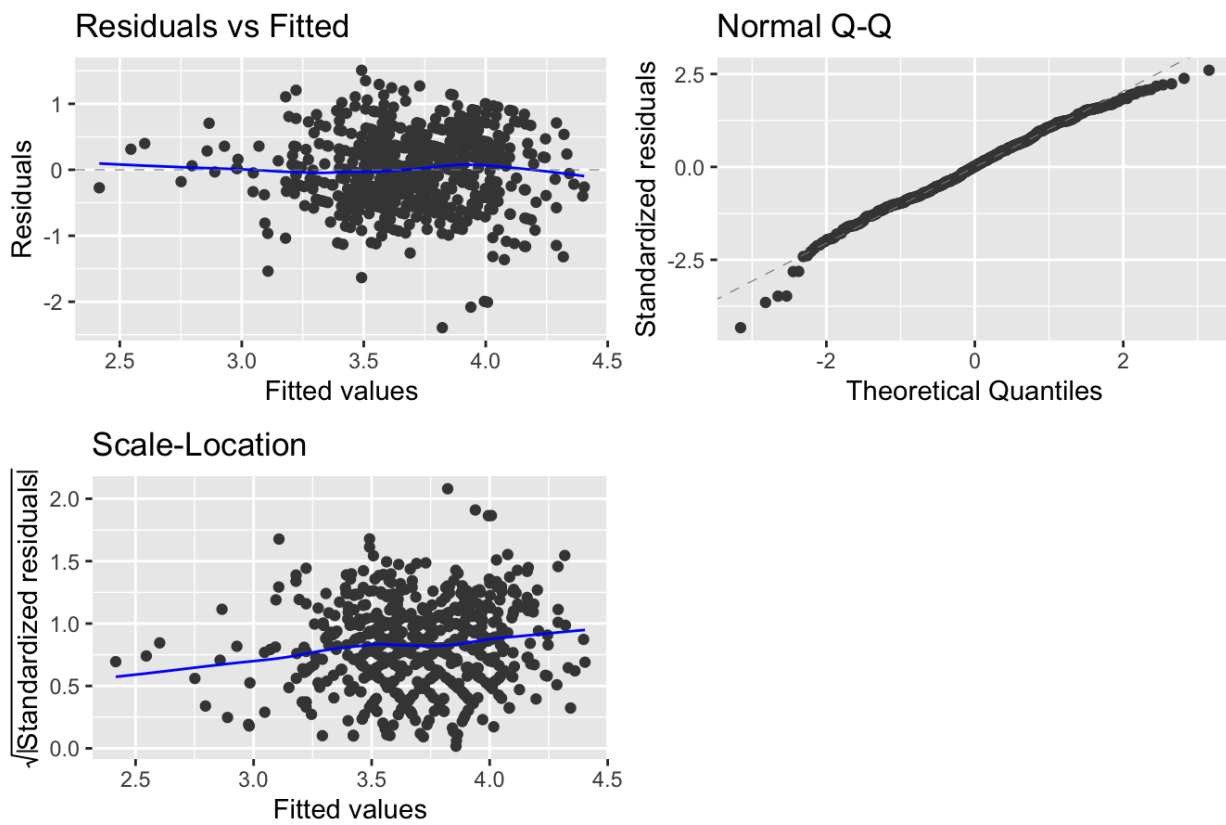 Residuals vs Fitted
1
0
-1
-2
2.5
3.0
3.5
4.0
4.5
Residuals
Fitted values
Normal Q-Q
2.5
0.0
-2.5
-2
0
2
Standardized residuals
Theoretical Quantiles
Scale-Location
2.0
1.5
1.0
0.5
0.0
2.5
3.0
3.5
4.0
4.5
√|Standardized residuals|
Fitted values